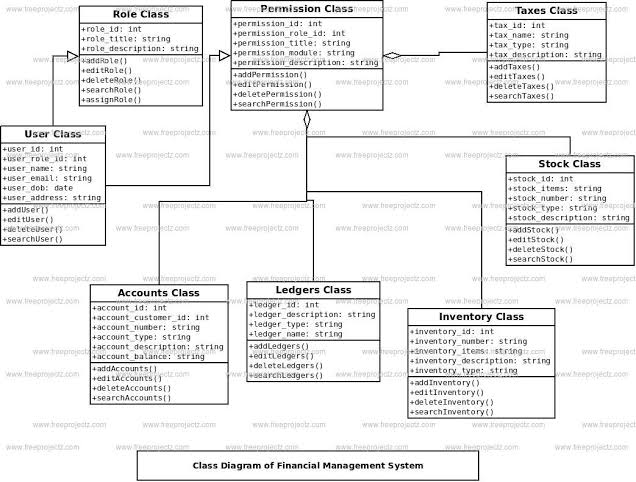 Role Class
+role_id: int
+role_title: string
+role_description: string
+addRole()
+editRole()
+deleteRole()
+searchRole()
+assignRole()
Permission Class
+permission_id: int
+permission_role_id: int
+permission_title: string
+permission_module: string
+permission_description: string
+addPermission()
+editPermission()
+deletePermission()
+searchPermission()
Taxes Class
+tax_id: int
+tax_name: string
+tax_type: string
+tax_description: string
+addTaxes()
+editTaxes()
+deleteTaxes()
+searchTaxes()
User Class
+user_id: int
+user_role_id: int
+user_name: string
+user_email: string
+user_dob: date
+user_address: string
+addUser()
+editUser()
+deleteUser()
+searchUser()
Stock Class
+stock_id: int
+stock_items: string
+stock_number: string
+stock_type: string
+stock_description: string
+addStock()
+editStock()
+deleteStock()
+searchStock()
Accounts Class
+account_id: int
+account_customer_id: int
+account_number: string
+account_type: string
+account_description: string
+account_balance: string
+addAccounts()
+editAccounts()
+deleteAccounts()
+searchAccounts()
Ledgers Class
+ledger_id: int
+ledger_description: string
+ledger_type: string
+ledger_name: string
+addLedgers()
+editLedgers()
+deleteLedgers()
+searchLedgers()
Inventory Class
+inventory_id: int
+inventory_number: string
+inventory_items: string
+inventory_description: string
+inventory_type: string
+addInventory()
+editInventory()
+deleteInventory()
+searchInventory()
Class Diagram of Financial Management System
www.freeprojectz.com